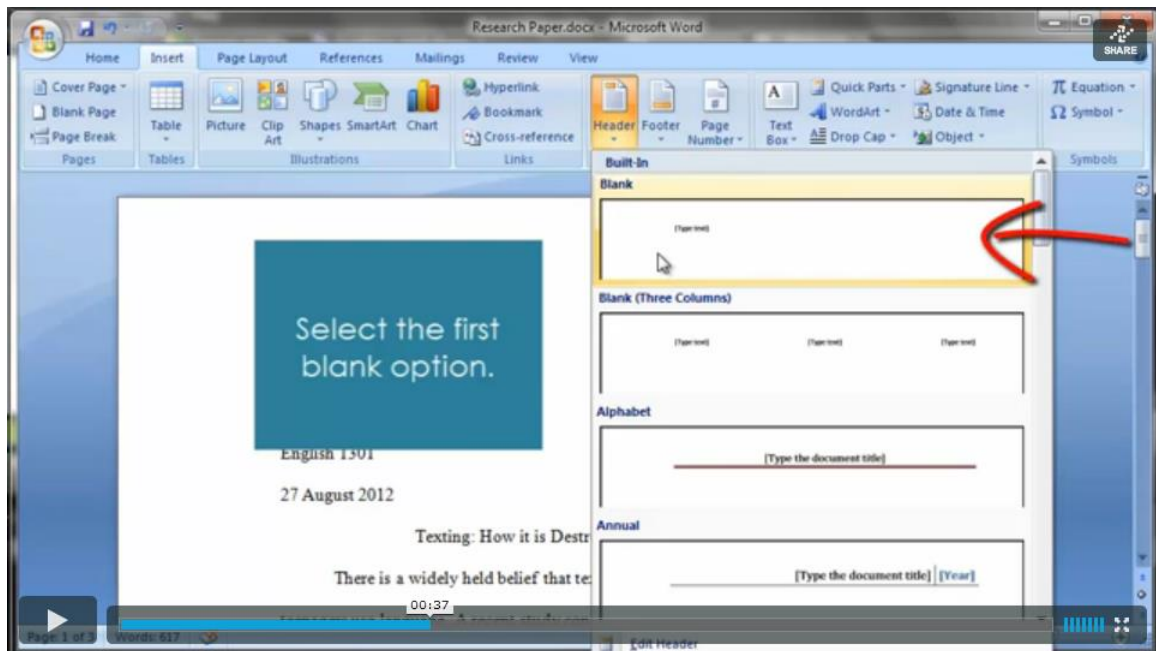 Research Paper.docx - Microsoft Word
SHARE
Home Insert Page Layout References Mailings Review View
Cover Page
Blank Page
Page Break
Pages
Table
Tables
Picture Clip Art Shapes SmartArt Chart
Illustrations
Hyperlink
Bookmark
Cross-reference
Links
Header Footer Page Number
Text Box
Quick Parts
WordArt
Drop Cap
Signature Line
Date & Time
Object
π Equation
Ω Symbol
Symbols
Built-In
Blank
[Type text]
Blank (Three Columns)
[Type text] [Type text] [Type text]
Alphabet
[Type the document title]
Annual
[Type the document title] [Year]
Edit Header
Select the first
blank option.
English 1301
27 August 2012
Texting: How it is Destr
There is a widely held belief that te
00:37
Page: 1 of 3 Words: 617